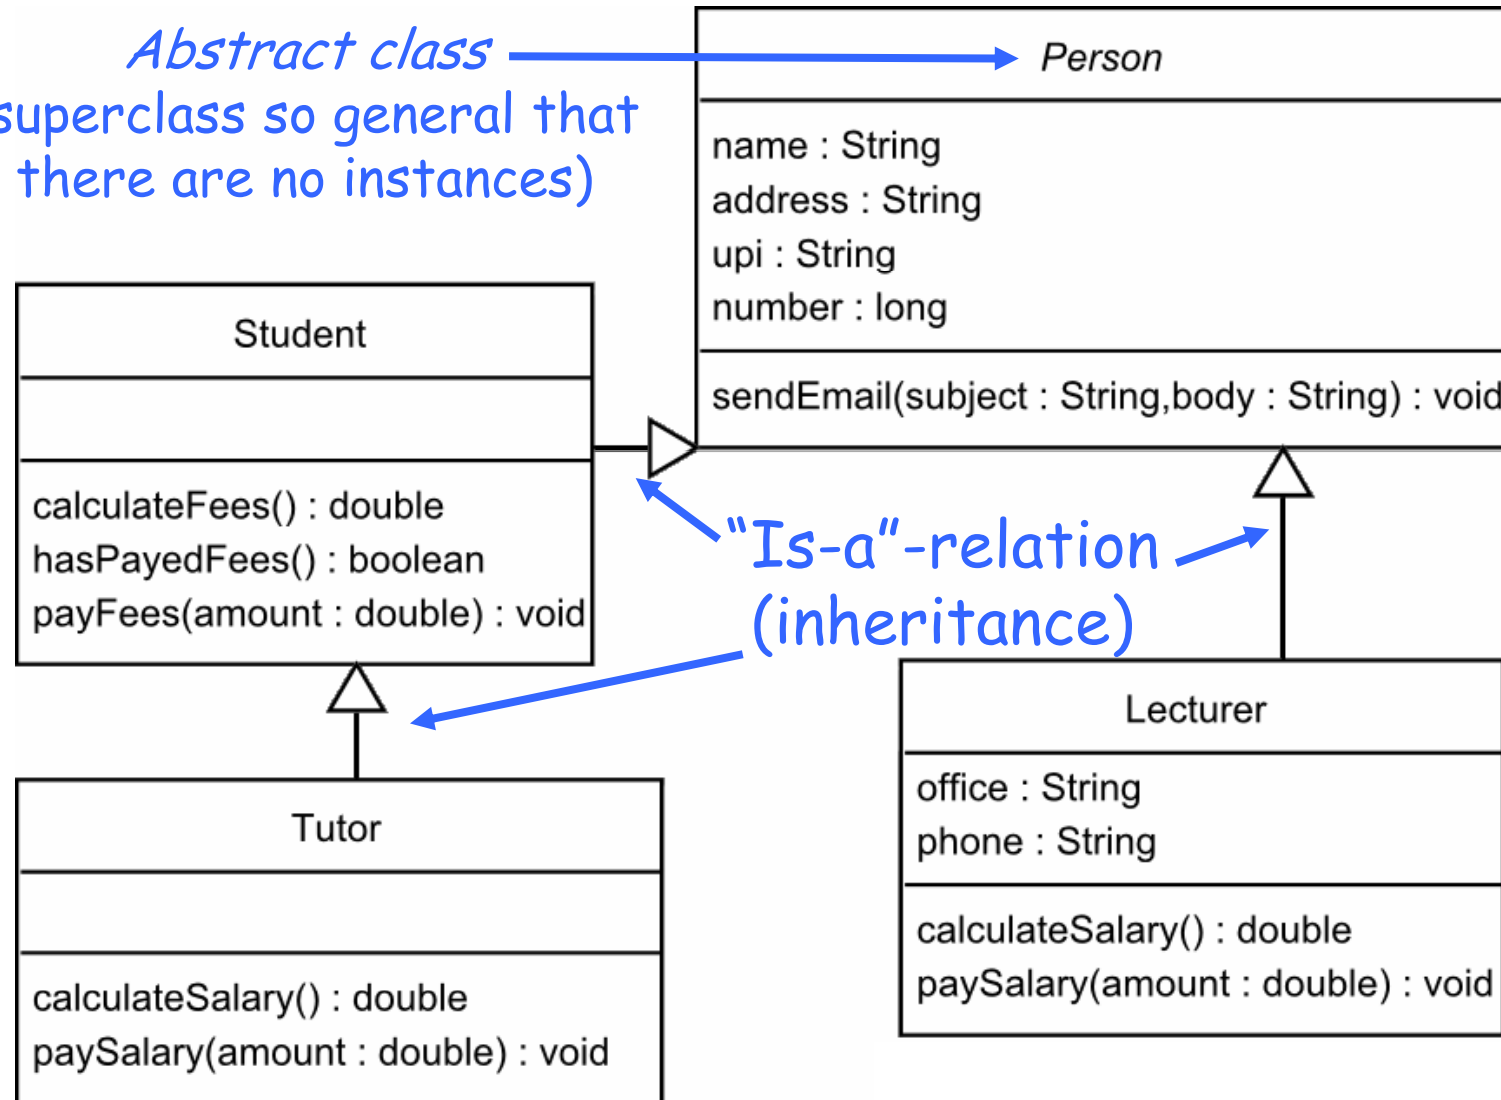 Abstract class
superclass so general that
there are no instances)
Person
name : String
address : String
upi : String
number : long
sendEmail(subject : String,body : String) : void
Student
calculateFees() : double
hasPayedFees() : boolean
payFees(amount : double) : void
“Is-a”-relation
(inheritance)
Tutor
calculateSalary() : double
paySalary(amount : double) : void
Lecturer
office : String
phone : String
calculateSalary() : double
paySalary(amount : double) : void